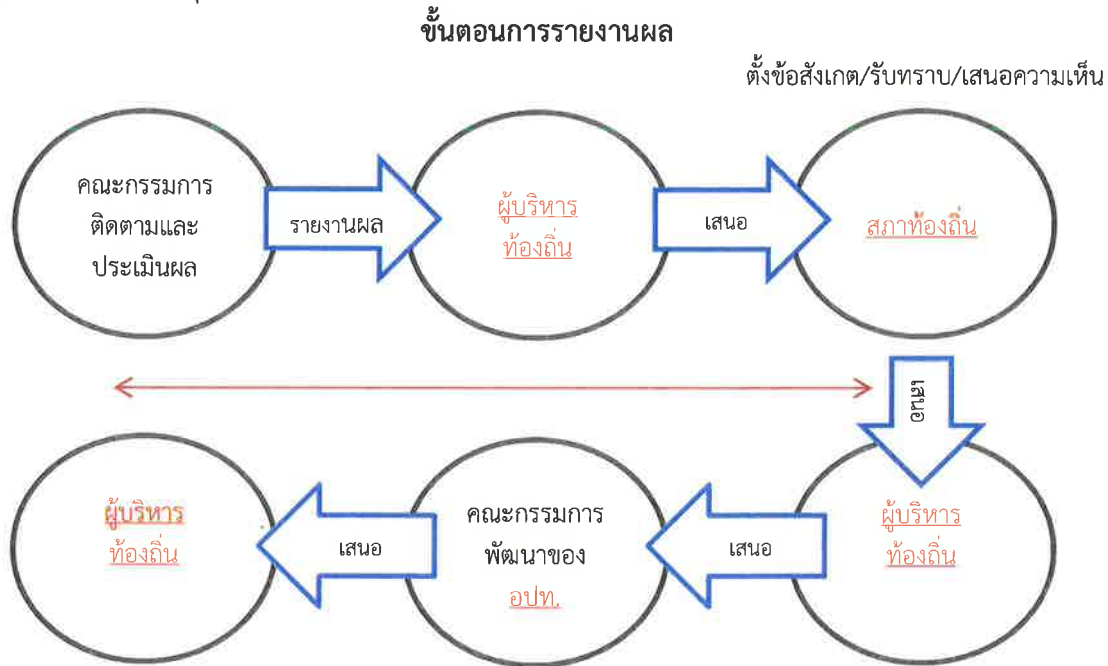 ขั้นตอนการรายงานผล
ตั้งข้อสังเกต/รับทราบ/เสนอความเห็น
คณะกรรมการ
ติดตามและ
ประเมินผล
รายงานผล
ผู้บริหาร
ท้องถิ่น
เสนอ
สภาท้องถิ่น
เสนอ
ผู้บริหาร
ท้องถิ่น
เสนอ
คณะกรรมการ
พัฒนาของ
อปท.
เสนอ
ผู้บริหาร
ท้องถิ่น